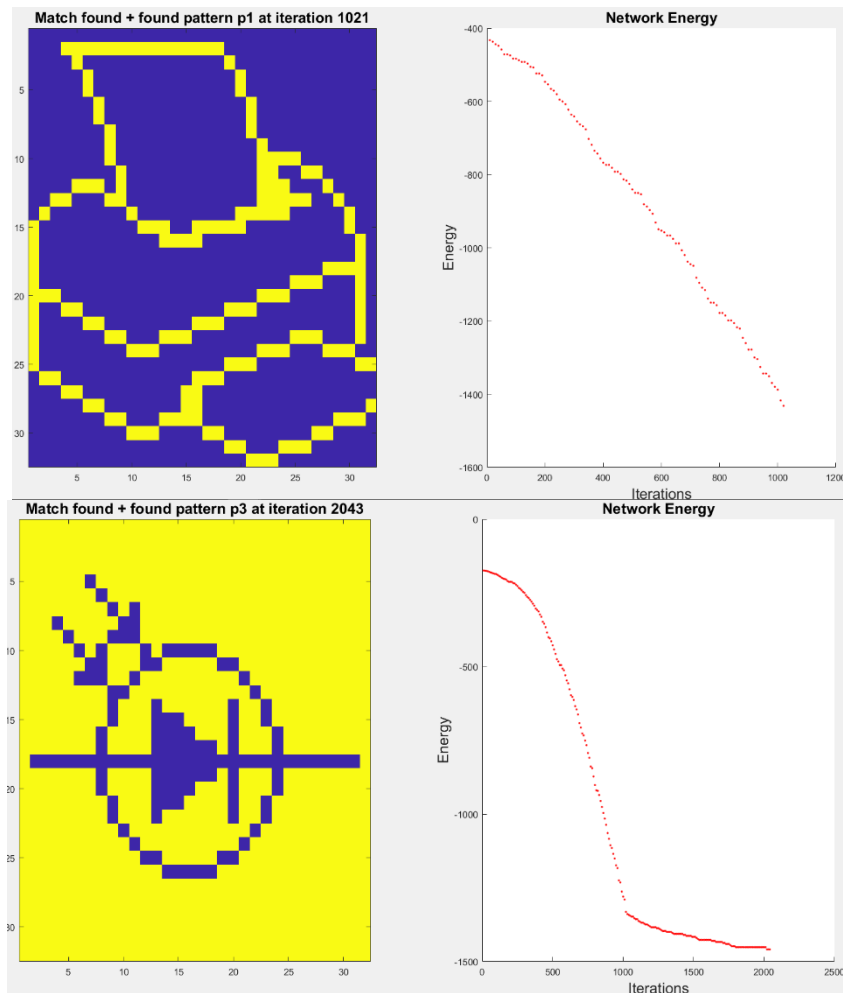 Match found + found pattern p1 at iteration 1021
5
10
15
20
25
30
5 10 15 20 25 30
Network Energy
-400
-600
-800
-1000
-1200
-1400
-1600
Energy
0 200 400 600 800 1000 1200
Iterations
Match found + found pattern p3 at iteration 2043
5
10
15
20
25
30
5 10 15 20 25 30
Network Energy
0
-500
-1000
-1500
Energy
0 500 1000 1500 2000 2500
Iterations